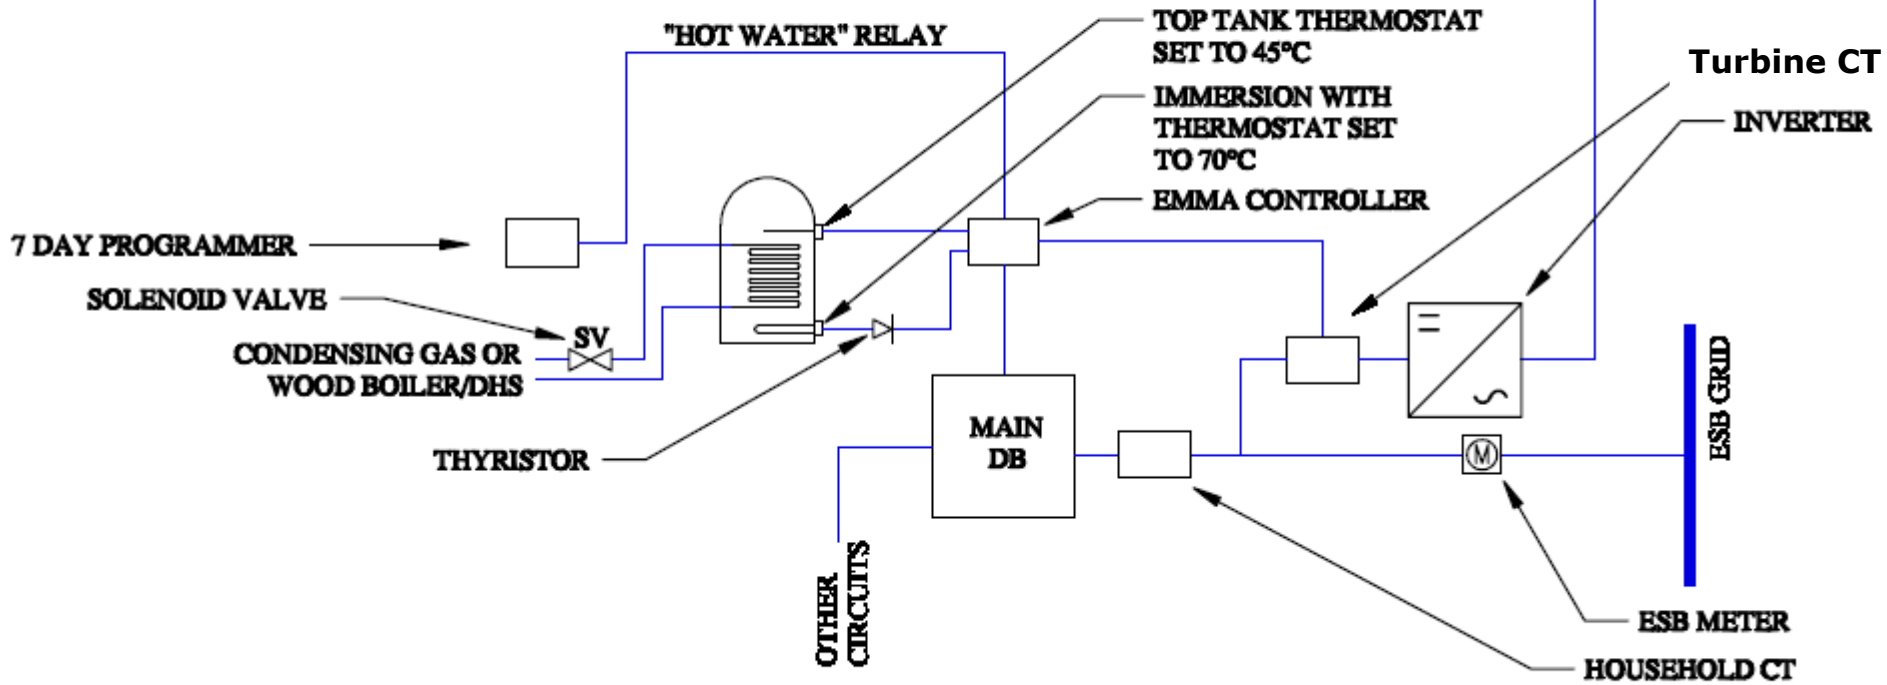 "HOT WATER" RELAY
TOP TANK THERMOSTAT
SET TO 45°C
Turbine CT
IMMERSION WITH
THERMOSTAT SET
TO 70°C
INVERTER
EMMA CONTROLLER
7 DAY PROGRAMMER
SOLENOID VALVE
SV
CONDENSING GAS OR
WOOD BOILER/DHS
THYRISTOR
MAIN
DB
M
ESB GRID
OTHER
CIRCUITS
ESB METER
HOUSEHOLD CT